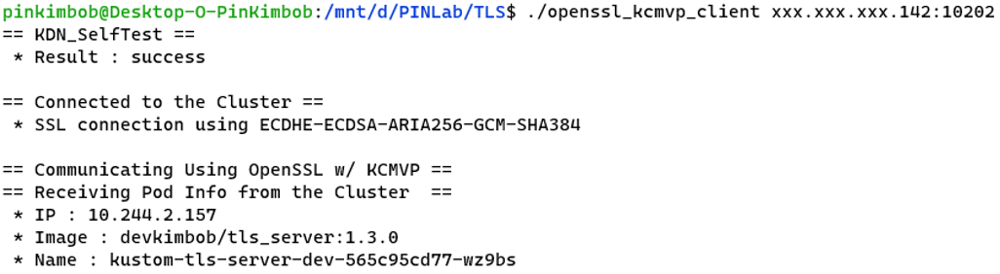 pinkimbob@Desktop-O-PinKimbob:/mnt/d/PINLab/TLS$ ./openssl_kcmvp_client xxx.xxx.xxx.142:10202
== KDN_SelfTest ==
 * Result : success

== Connected to the Cluster ==
 * SSL connection using ECDHE-ECDSA-ARIA256-GCM-SHA384

== Communicating Using OpenSSL w/ KCMVP ==
== Receiving Pod Info from the Cluster  ==
 * IP : 10.244.2.157
 * Image : devkimbob/tls_server:1.3.0
 * Name : kustom-tls-server-dev-565c95cd77-wz9bs